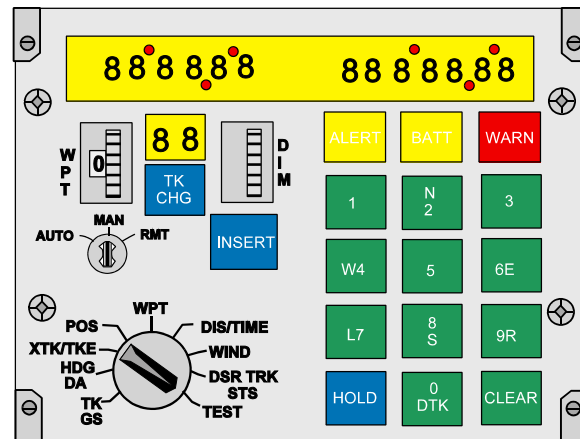 888888 8888888
WPT
0
88
DIM
TK
CHG
INSERT
AUTO MAN RMT
ALERT BATT WARN
1
N
2
3
W4 5 6E
L7
8
S
9R
HOLD
0
DTK
CLEAR
WPT
POS
DIS/TIME
XTK/TKE
WIND
HDG
DA
DSR TRK
STS
TK
GS
TEST